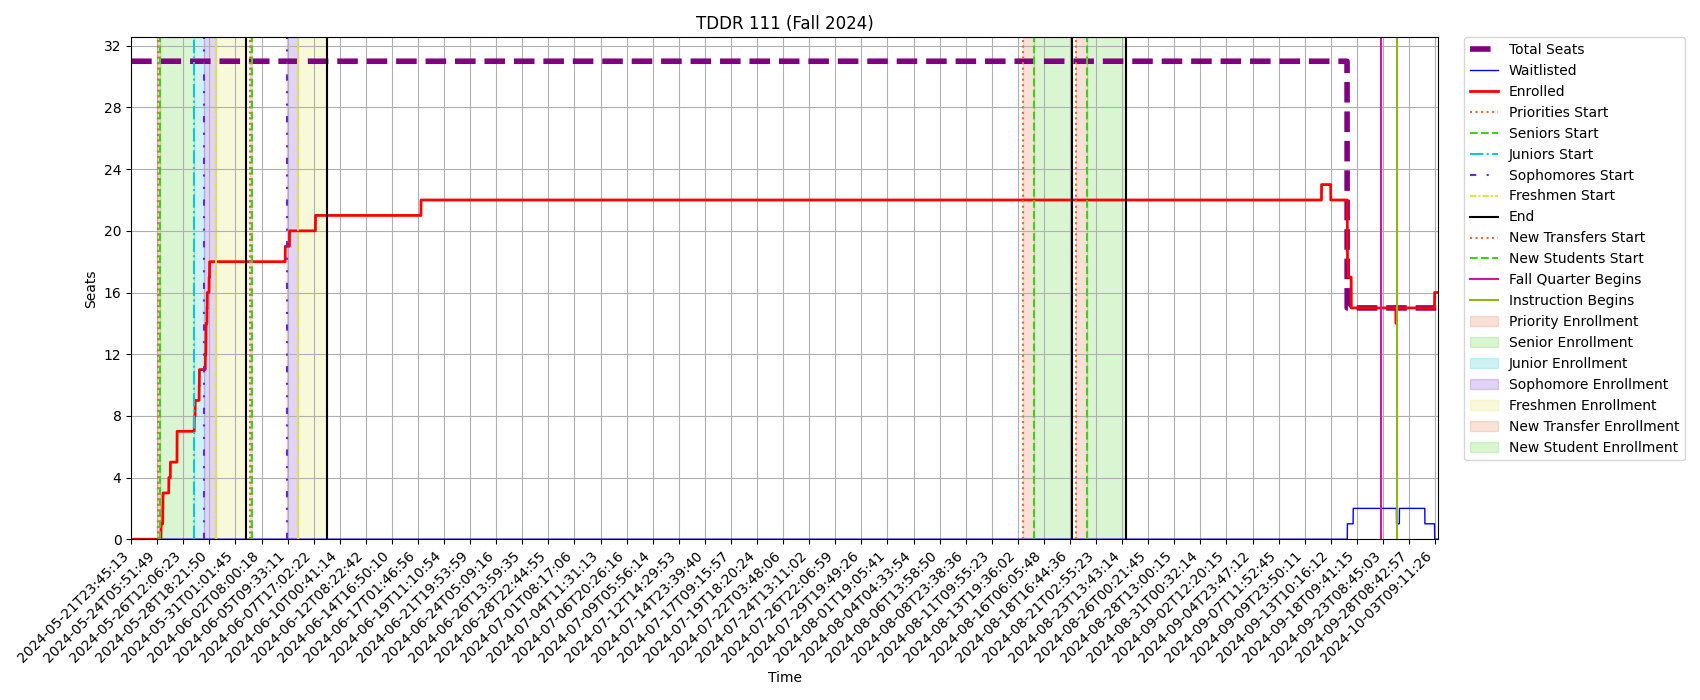 TDDR 111 (Fall 2024)
Seats
32
28
24
20
16
12
8
4
0
2024-05-21T23:45:13
2024-05-24T05:51:49
2024-05-26T12:06:23
2024-05-28T18:21:50
2024-05-31T01:01:45
2024-06-02T08:00:18
2024-06-05T09:33:11
2024-06-07T17:02:22
2024-06-10T00:41:14
2024-06-12T08:22:42
2024-06-14T16:50:10
2024-06-17T01:46:56
2024-06-19T11:10:54
2024-06-21T19:53:59
2024-06-24T05:09:16
2024-06-26T13:59:35
2024-06-28T22:44:55
2024-07-01T08:17:06
2024-07-04T11:31:13
2024-07-06T20:26:16
2024-07-09T05:56:14
2024-07-12T14:29:53
2024-07-14T23:39:40
2024-07-17T09:15:57
2024-07-19T18:20:24
2024-07-22T03:48:06
2024-07-24T13:11:02
2024-07-26T22:06:59
2024-07-29T19:49:26
2024-08-01T19:05:41
2024-08-04T04:33:54
2024-08-06T13:58:50
2024-08-08T23:38:36
2024-08-11T09:55:23
2024-08-13T19:36:02
2024-08-16T06:05:48
2024-08-18T16:44:36
2024-08-21T02:55:23
2024-08-23T13:43:14
2024-08-26T00:21:45
2024-08-28T13:00:15
2024-08-31T00:32:14
2024-09-02T12:20:15
2024-09-04T23:47:12
2024-09-07T11:52:45
2024-09-09T23:50:11
2024-09-13T10:16:12
2024-09-18T09:41:15
2024-09-23T08:45:03
2024-09-28T08:42:57
2024-10-03T09:11:26
Time
Total Seats
Waitlisted
Enrolled
Priorities Start
Seniors Start
Juniors Start
Sophomores Start
Freshmen Start
End
New Transfers Start
New Students Start
Fall Quarter Begins
Instruction Begins
Priority Enrollment
Senior Enrollment
Junior Enrollment
Sophomore Enrollment
Freshmen Enrollment
New Transfer Enrollment
New Student Enrollment